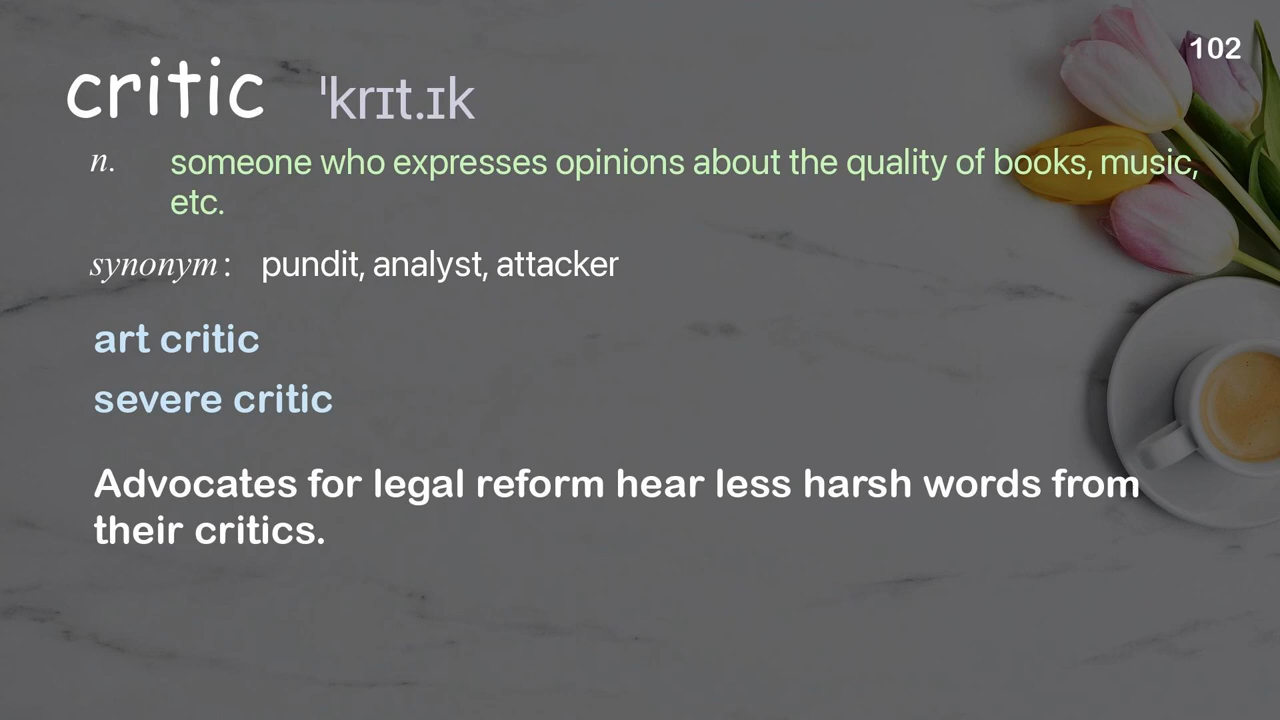 102
critic ˈkrɪt.ɪk
n. someone who expresses opinions about the quality of books, music,
etc.
synonym : pundit, analyst, attacker
art critic
severe critic
Advocates for legal reform hear less harsh words from
their critics.